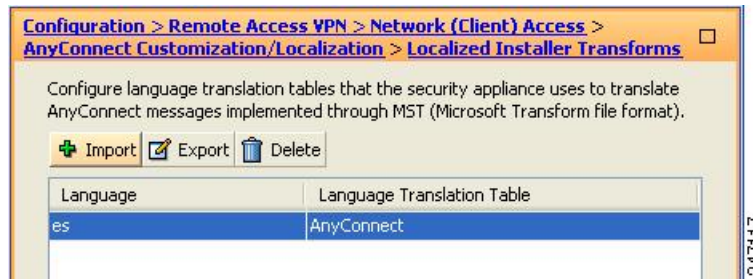 Configuration > Remote Access VPN > Network (Client) Access >
AnyConnect Customization/Localization > Localized Installer Transforms
Configure language translation tables that the security appliance uses to translate
AnyConnect messages implemented through MST (Microsoft Transform file format).
Import Export Delete
Language Language Translation Table
es AnyConnect